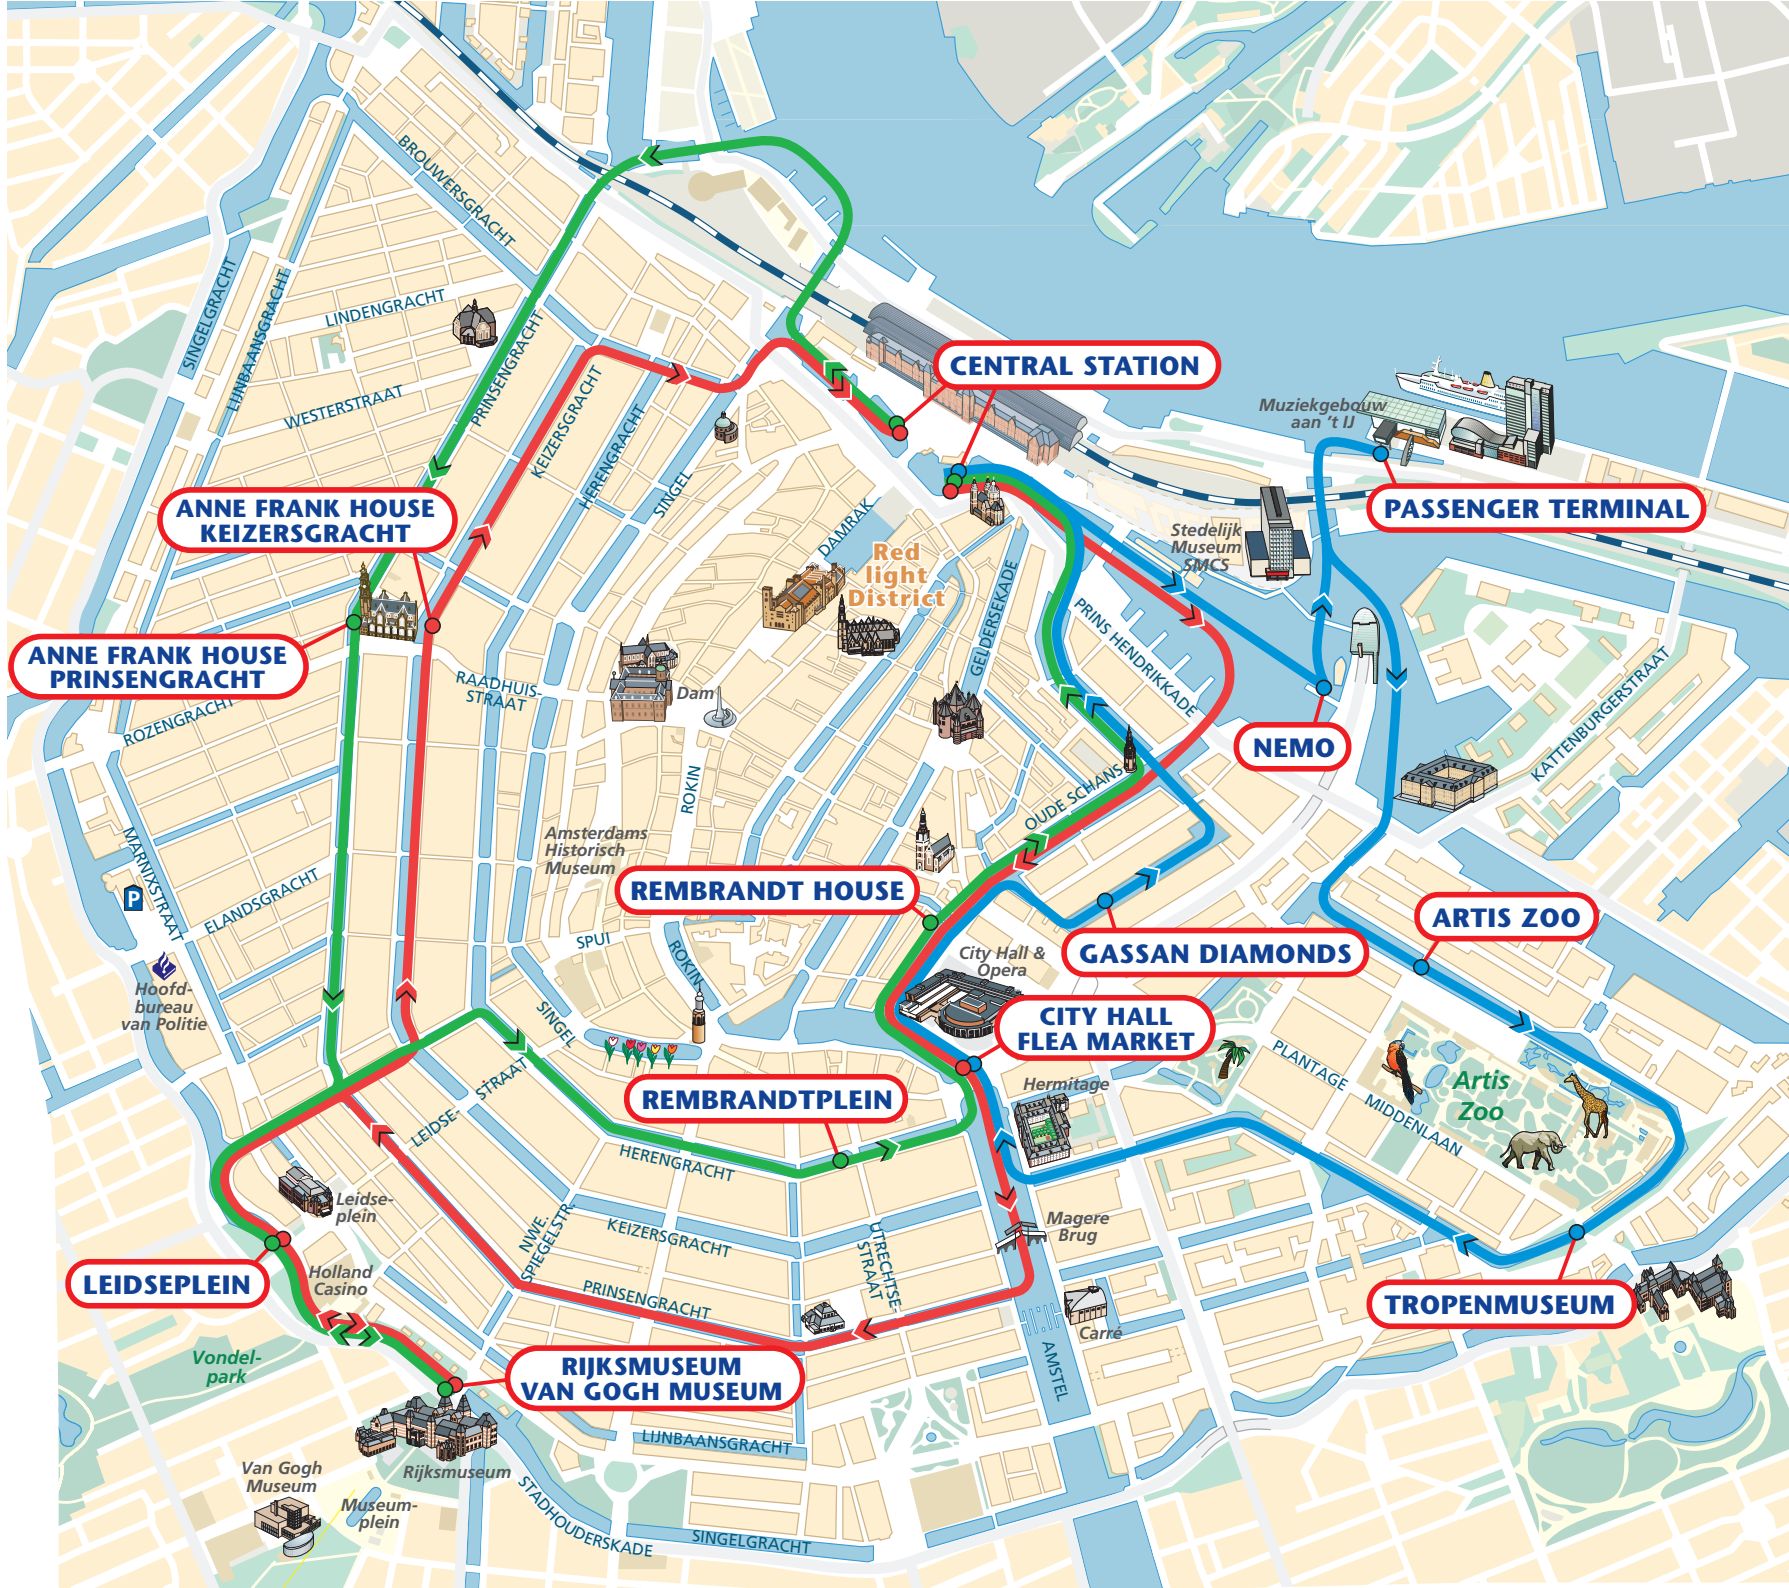 BROUWERSGRACHT
SINGELGRACHT
LIJNBAANSGRACHT
LINDENGRACHT
WESTERSTRAAT
PRINSENGRACHT
KEIZERSGRACHT
HERENGRACHT
SINGEL
CENTRAL STATION
Muziekgebouw
aan 't IJ
PASSENGER TERMINAL
ANNE FRANK HOUSE
KEIZERSGRACHT
Stedelijk
Museum
SMCS
DAMRAK
Red
light
District
GELDERSEKADE
PRINS HENDRIKKADE
ANNE FRANK HOUSE
PRINSENGRACHT
RAADHUIS-
STRAAT
Dam
ROZENGRACHT
NEMO
KATTENBURGERSTRAAT
ROKIN
OUDE SCHANS
MARNIXSTRAAT
Amsterdams
Historisch
Museum
P
ELANDSGRACHT
REMBRANDT HOUSE
ARTIS ZOO
SPUI
ROKIN
GASSAN DIAMONDS
City Hall &
Opera
Hoofd-
bureau
van Politie
SINGEL
CITY HALL
FLEA MARKET
PLANTAGE
MIDDENLAAN
Artis
Zoo
LEIDSE-
STRAAT
REMBRANDTPLEIN
Hermitage
HERENGRACHT
Leidse-
plein
NWE.
SPIEGELSTR.
KEIZERSGRACHT
UTRECHTSE-
STRAAT
Magere
Brug
LEIDSEPLEIN
Holland
Casino
PRINSENGRACHT
TROPENMUSEUM
Carré
Vondel-
park
RIJKSMUSEUM
VAN GOGH MUSEUM
AMSTEL
LIJNBAANSGRACHT
Van Gogh
Museum
Rijksmuseum
Museum-
plein
STADHOUDERSKADE
SINGELGRACHT